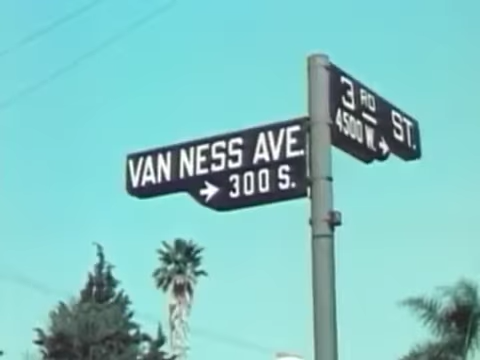 VAN NESS AVE.
→ 300 S.
3RD ST.
4500 W. →